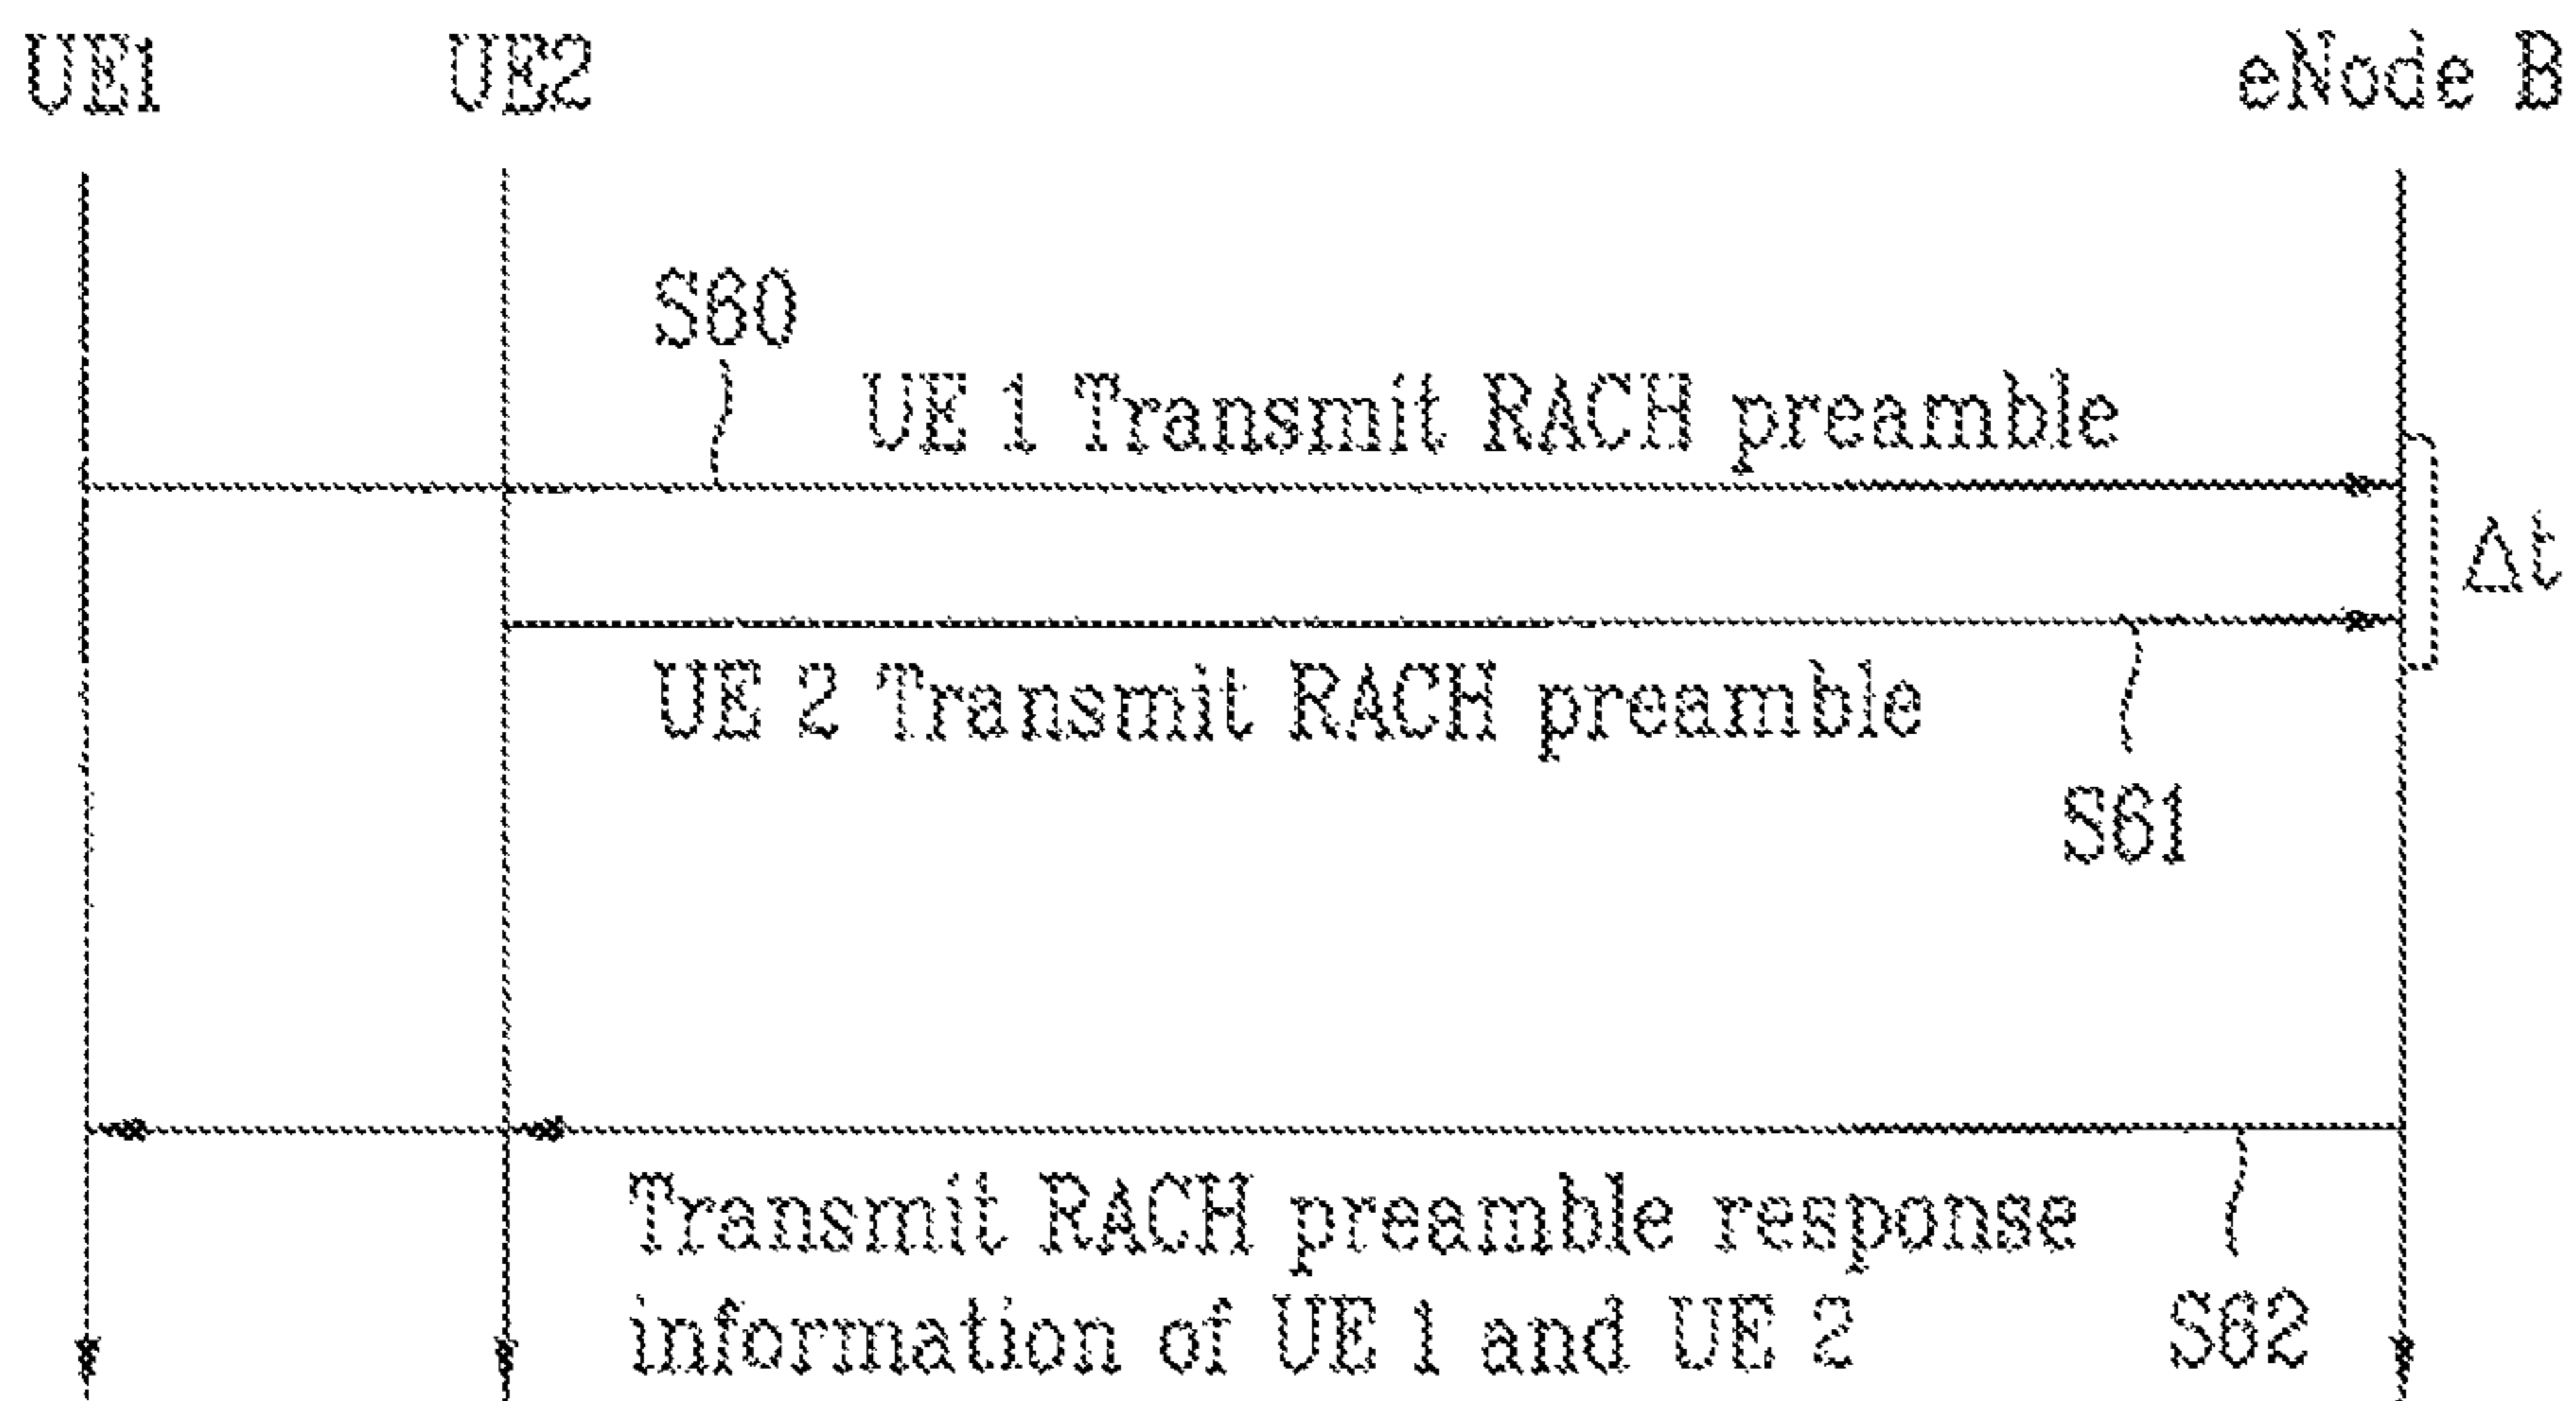 UE1
UE2
eNode B
S60
UE 1 Transmit RACH preamble
Δt
UE 2 Transmit RACH preamble
S61
Transmit RACH preamble response
information of UE 1 and UE 2
S62